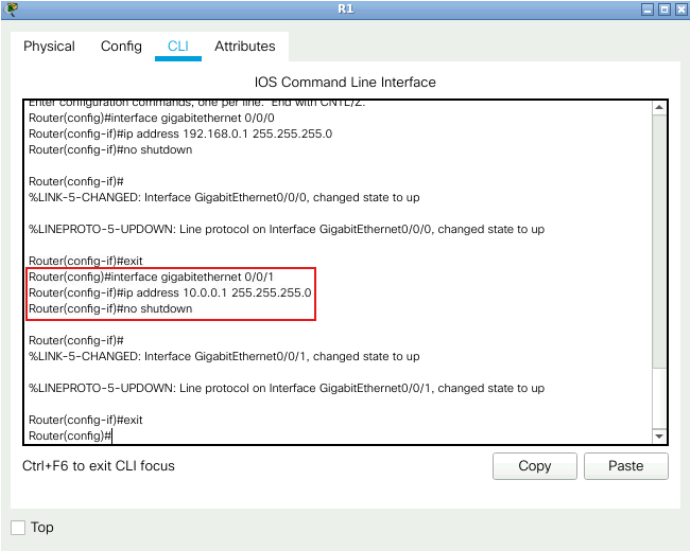 R1
Physical Config CLI Attributes
IOS Command Line Interface
Enter configuration commands, one per line. End with CNTL/Z.
Router(config)#interface gigabitethernet 0/0/0
Router(config-if)#ip address 192.168.0.1 255.255.255.0
Router(config-if)#no shutdown
Router(config-if)#
%LINK-5-CHANGED: Interface GigabitEthernet0/0/0, changed state to up
%LINEPROTO-5-UPDOWN: Line protocol on Interface GigabitEthernet0/0/0, changed state to up
Router(config-if)#exit
Router(config)#interface gigabitethernet 0/0/1
Router(config-if)#ip address 10.0.0.1 255.255.255.0
Router(config-if)#no shutdown
Router(config-if)#
%LINK-5-CHANGED: Interface GigabitEthernet0/0/1, changed state to up
%LINEPROTO-5-UPDOWN: Line protocol on Interface GigabitEthernet0/0/1, changed state to up
Router(config-if)#exit
Router(config)#
Ctrl+F6 to exit CLI focus
Copy Paste
Top